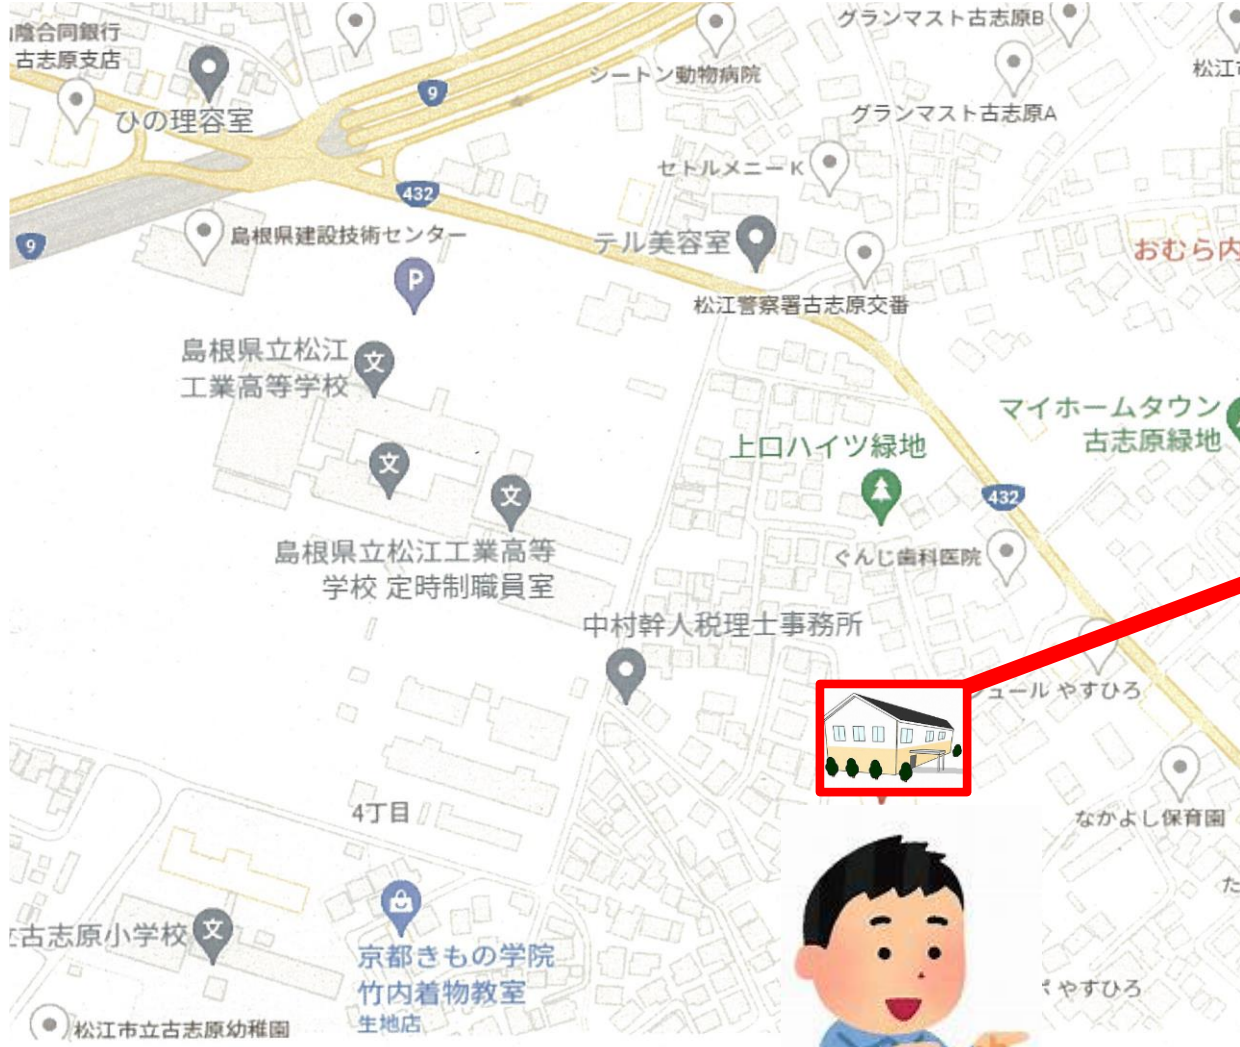 陰合同銀行
古志原支店
ひの理容室
9
シートン動物病院
グランマスト古志原B
グランマスト古志原A
松江市
セトルメニーK
432
9
島根県建設技術センター
テル美容室
P
おむら内
松江警察署古志原交番
島根県立松江
工業高等学校
文
マイホームタウン
古志原緑地
上口ハイツ緑地
文
文
432
島根県立松江工業高等
学校 定時制職員室
ぐんじ歯科医院
中村幹人税理士事務所
ュール やすひろ
4丁目
なかよし保育園
た
立古志原小学校
文
京都きもの学院
竹内着物教室
生地店
やすひろ
松江市立古志原幼稚園